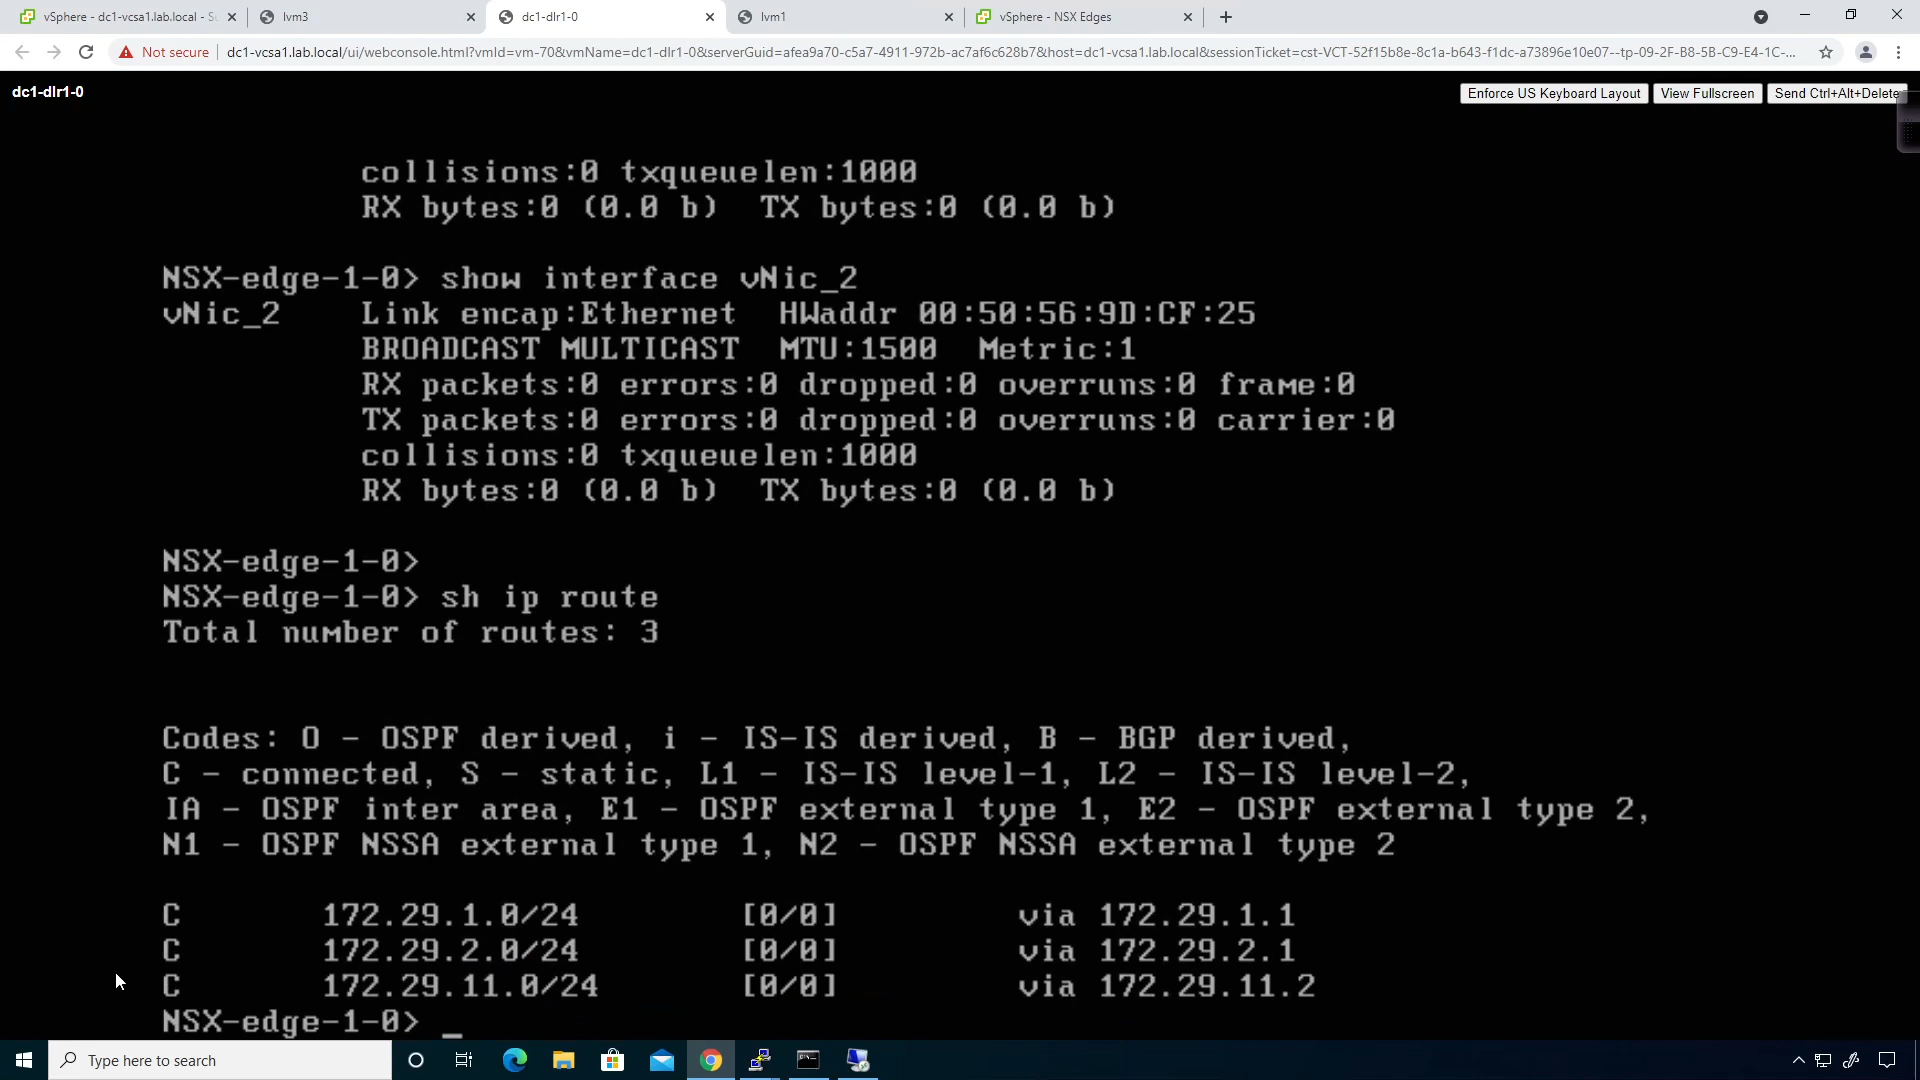 vSphere - dc1-vcsa1.lab.local - Su
lvm3
dc1-dlr1-0
lvm1
vSphere - NSX Edges
Not secure
dc1-vcsa1.lab.local/ui/webconsole.html?vmId=vm-70&vmName=dc1-dlr1-0&serverGuid=afea9a70-c5a7-4911-972b-ac7af6c628b7&host=dc1-vcsa1.lab.local&sessionTicket=cst-VCT-52f15b8e-8c1a-b643-f1dc-a73896e10e07--tp-09-2F-B8-5B-C9-E4-1C-...
dc1-dlr1-0
Enforce US Keyboard Layout
View Fullscreen
Send Ctrl+Alt+Delete
collisions:0 txqueuelen:1000
RX bytes:0 (0.0 b) TX bytes:0 (0.0 b)
NSX-edge-1-0> show interface vNic_2
vNic_2 Link encap:Ethernet HWaddr 00:50:56:9D:CF:25
BROADCAST MULTICAST MTU:1500 Metric:1
RX packets:0 errors:0 dropped:0 overruns:0 frame:0
TX packets:0 errors:0 dropped:0 overruns:0 carrier:0
collisions:0 txqueuelen:1000
RX bytes:0 (0.0 b) TX bytes:0 (0.0 b)
NSX-edge-1-0>
NSX-edge-1-0> sh ip route
Total number of routes: 3
Codes: O - OSPF derived, i - IS-IS derived, B - BGP derived,
C - connected, S - static, L1 - IS-IS level-1, L2 - IS-IS level-2,
IA - OSPF inter area, E1 - OSPF external type 1, E2 - OSPF external type 2,
N1 - OSPF NSSA external type 1, N2 - OSPF NSSA external type 2
C 172.29.1.0/24 [0/0] via 172.29.1.1
C 172.29.2.0/24 [0/0] via 172.29.2.1
C 172.29.11.0/24 [0/0] via 172.29.11.2
NSX-edge-1-0> _
Type here to search